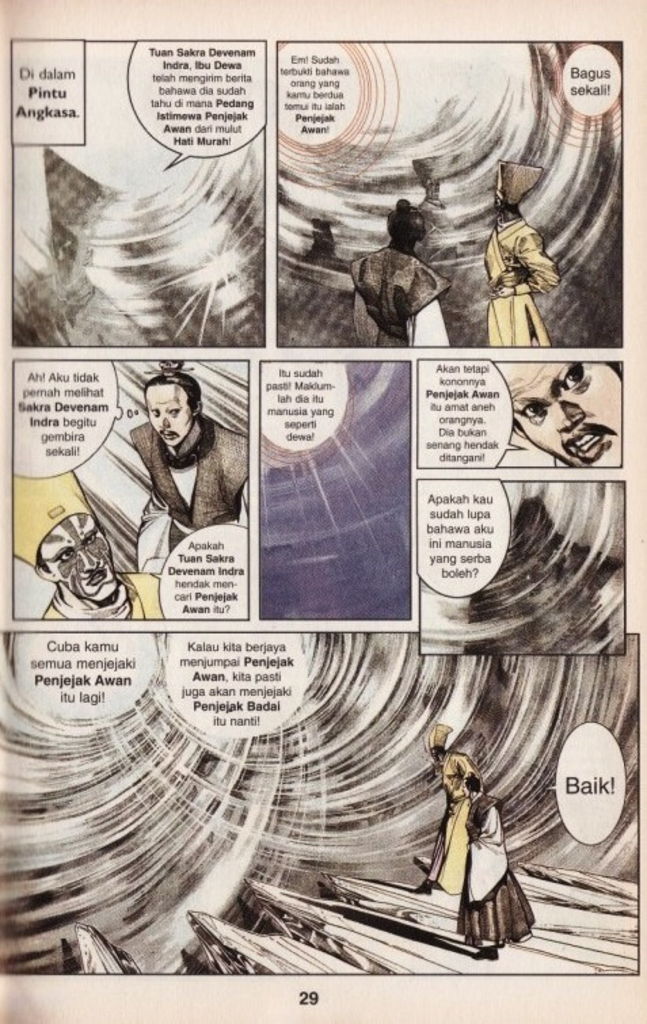 Di dalam
Pintu
Angkasa.
Tuan Sakra Devenam
Indra, Ibu Dewa
telah mengirim berita
bahawa dia sudah
tahu di mana Pedang
Istimewa Penjejak
Awan dari mulut
Hati Murah!
Em! Sudah
terbukti bahawa
orang yang
kamu berdua
temui itu ialah
Penjejak
Awan!
Bagus
sekali!
Ah! Aku tidak
pernah melihat
Sakra Devenam
Indra begitu
gembira
sekali!
Apakah
Tuan Sakra
Devenam Indra
hendak men-
cari Penjejak
Awan itu?
Itu sudah
pasti! Maklum-
lah dia itu
manusia yang
seperti
dewa!
Akan tetapi
kononnya
Penjejak Awan
itu amat aneh
orangnya.
Dia bukan
senang hendak
ditangani!
Apakah kau
sudah lupa
bahawa aku
ini manusia
yang serba
boleh?
Cuba kamu
semua menjejaki
Penjejak Awan
itu lagi!
Kalau kita berjaya
menjumpai Penjejak
Awan, kita pasti
juga akan menjejaki
Penjejak Badai
itu nanti!
Baik!
29